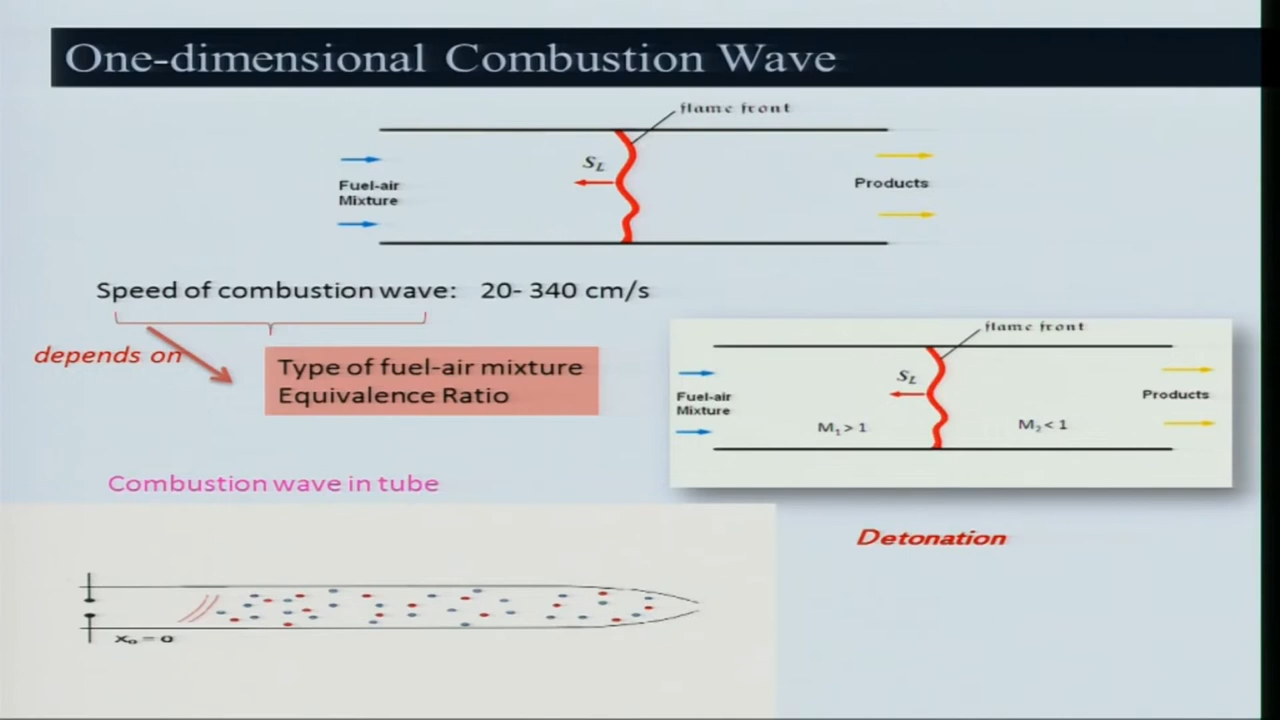 One-dimensional Combustion Wave
flame front
S_L
Fuel-air
Mixture
Products
Speed of combustion wave: 20- 340 cm/s
depends on
Type of fuel-air mixture
Equivalence Ratio
flame front
S_L
Fuel-air
Mixture
Products
M₁ > 1
M₂ < 1
Combustion wave in tube
Detonation
x₀ = 0